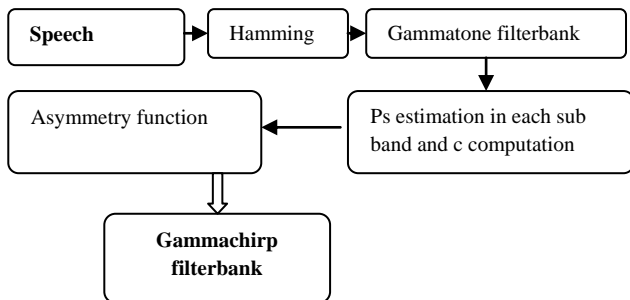 Speech
Hamming
Gammatone filterbank
Ps estimation in each sub
band and c computation
Asymmetry function
Gammachirp
filterbank